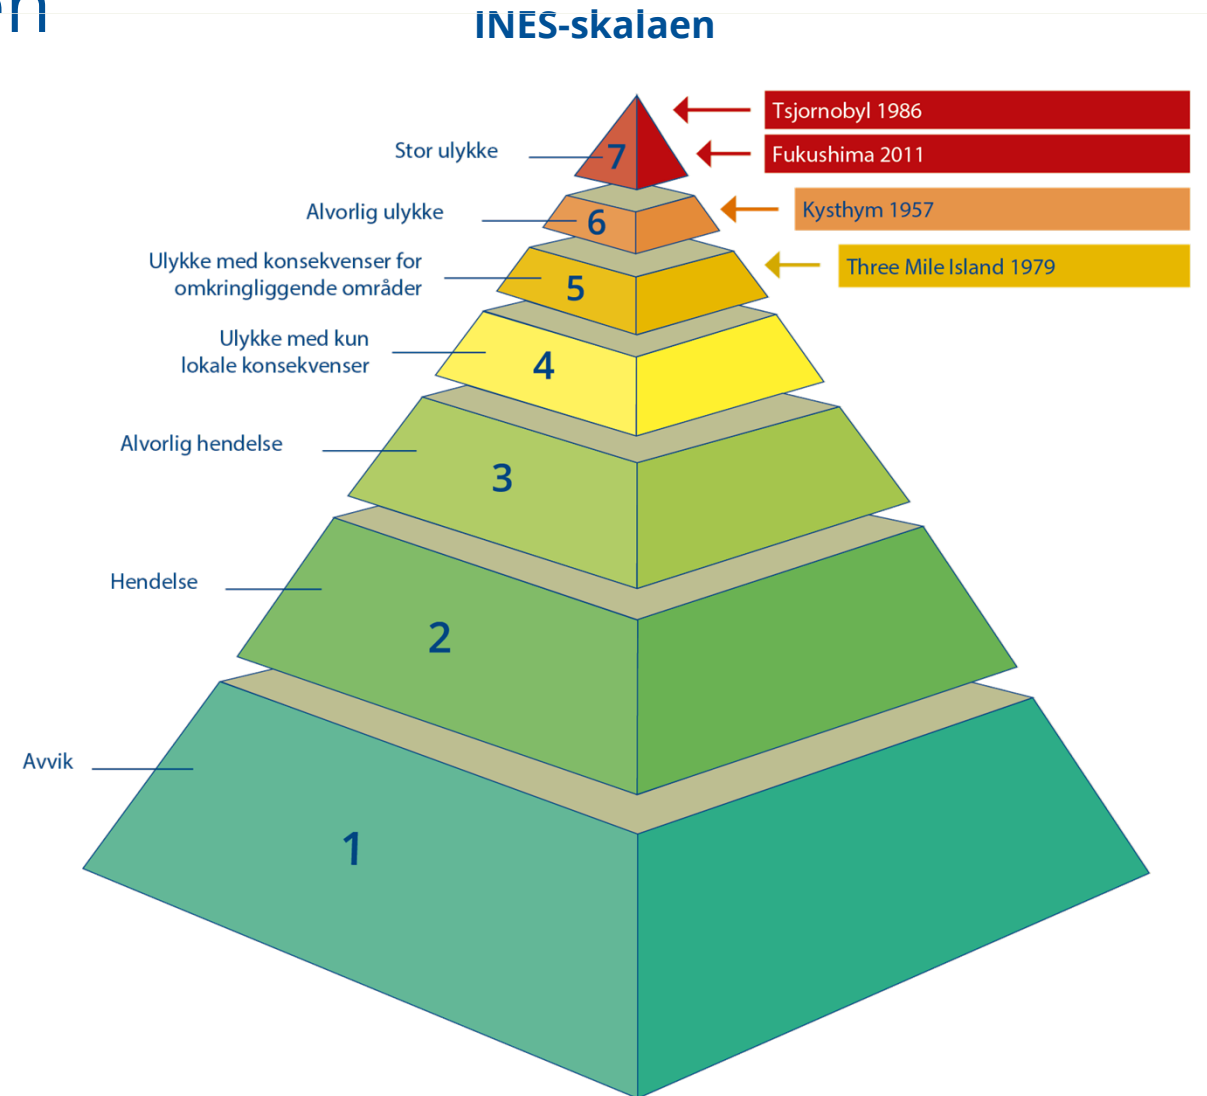 en
INES-skalaen
Tsjornobyl 1986
Stor ulykke
7
Fukushima 2011
Alvorlig ulykke
6
Kysthym 1957
Ulykke med konsekvenser for
omkringliggende områder
5
Three Mile Island 1979
Ulykke med kun
lokale konsekvenser
4
Alvorlig hendelse
3
Hendelse
2
Avvik
1